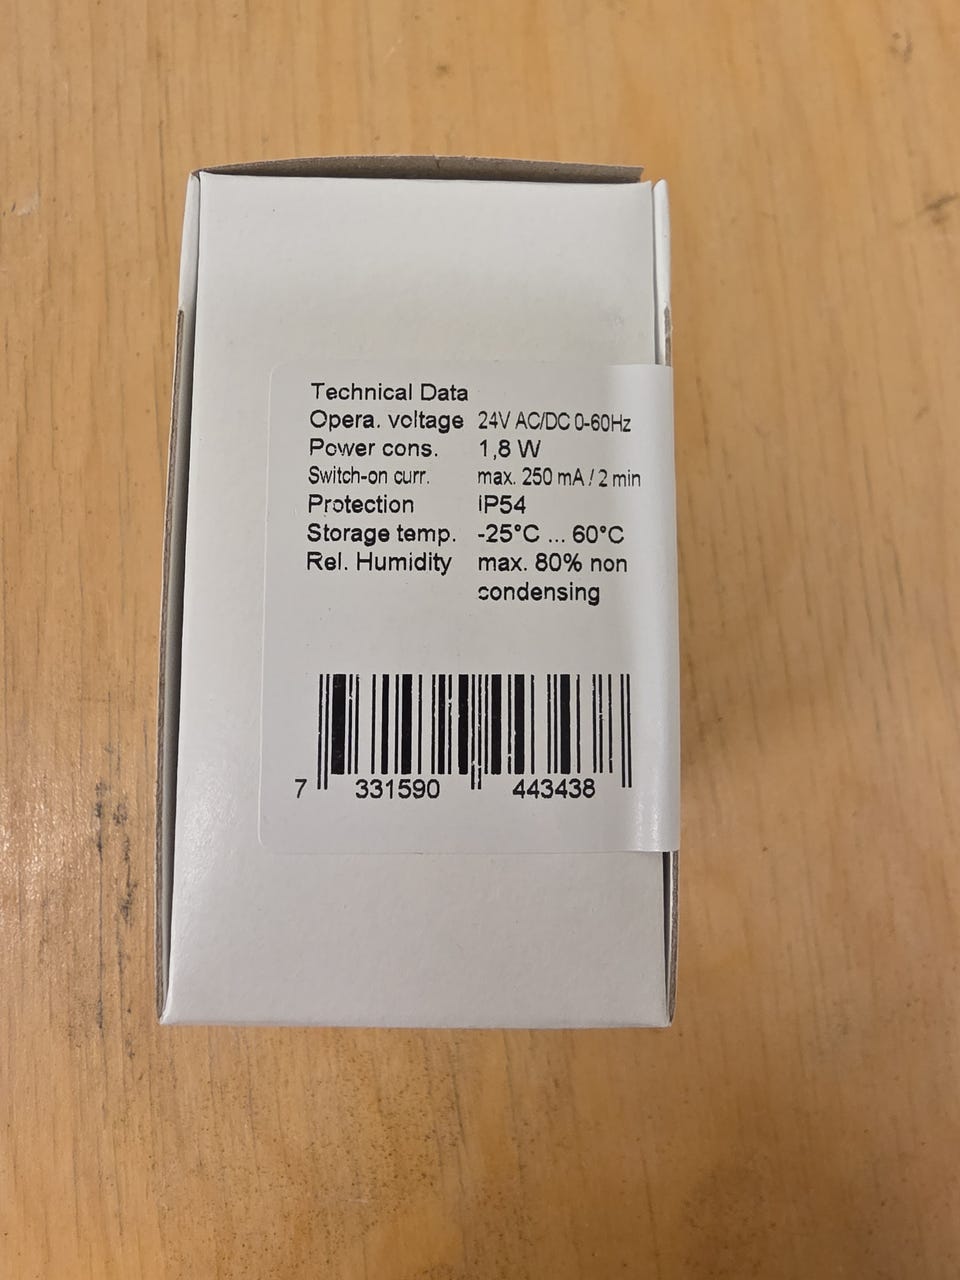 Technical Data
Opera. voltage 24V AC/DC 0-60Hz
Power cons. 1,8 W
Switch-on curr. max. 250 mA / 2 min
Protection IP54
Storage temp. -25°C ... 60°C
Rel. Humidity max. 80% non
condensing
7 331590 443438